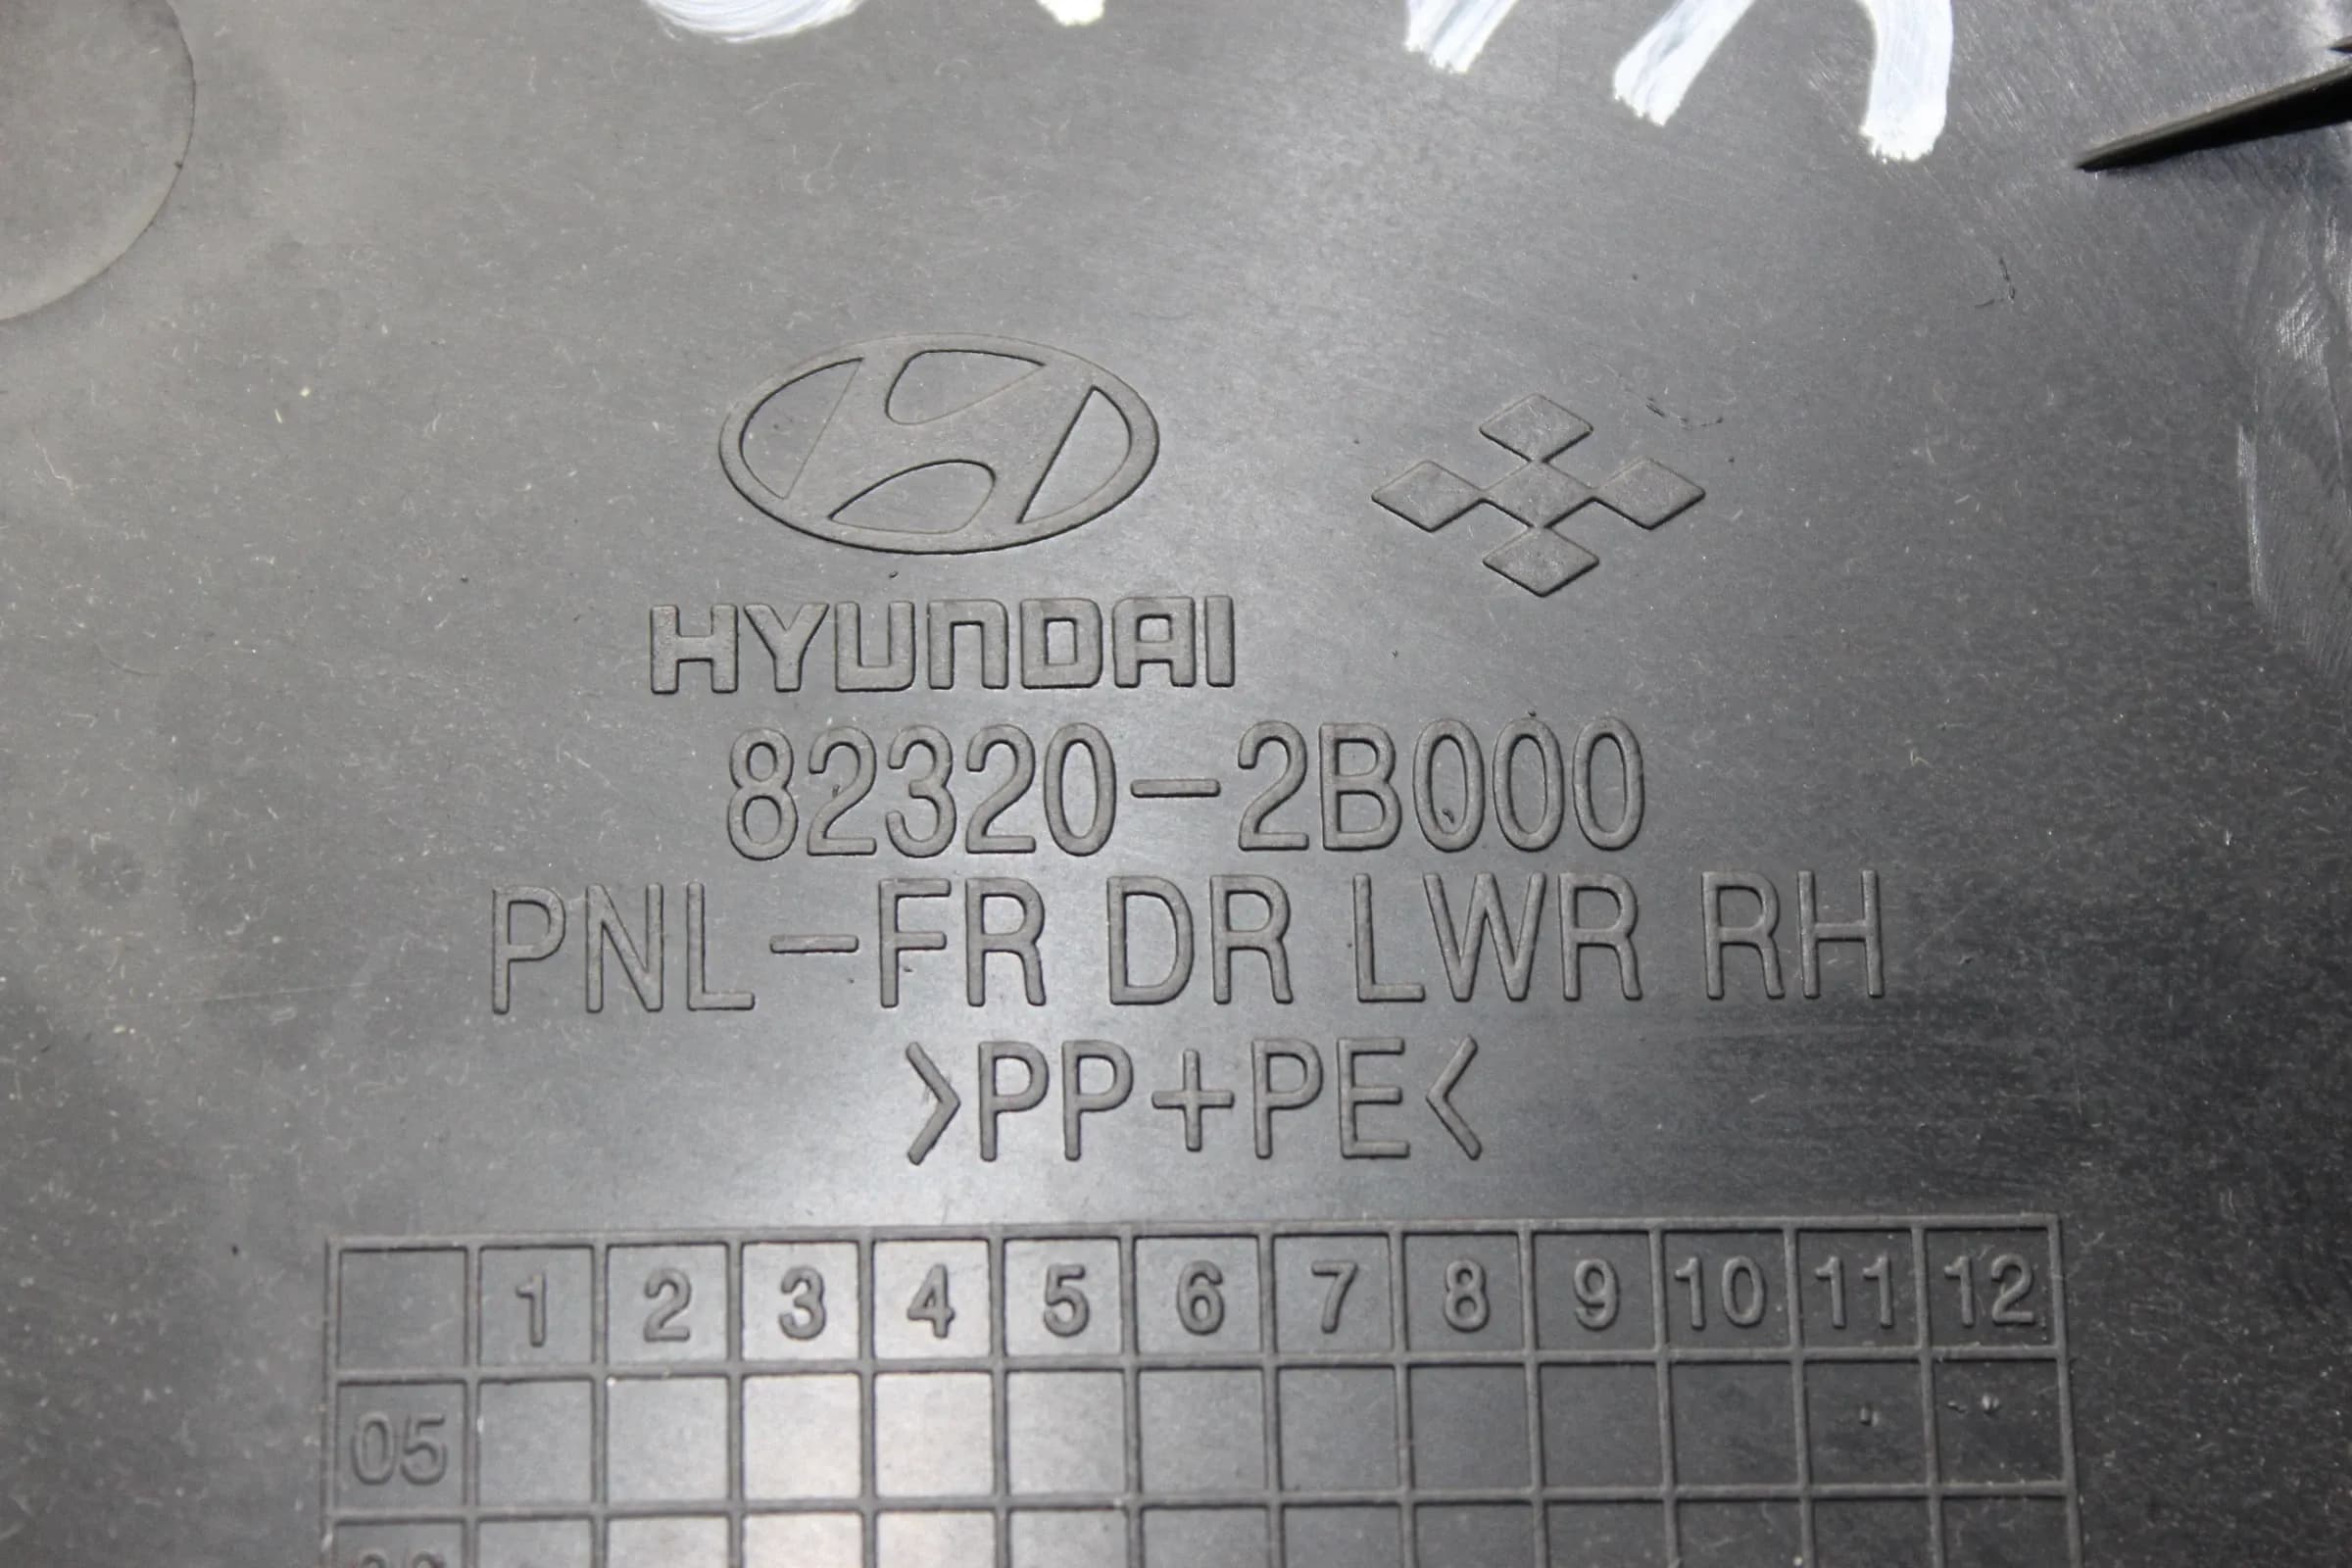 HYUNDAI
82320-2B000
PNL-FR DR LWR RH
>PP+PE<
1 2 3 4 5 6 7 8 9 10 11 12
05